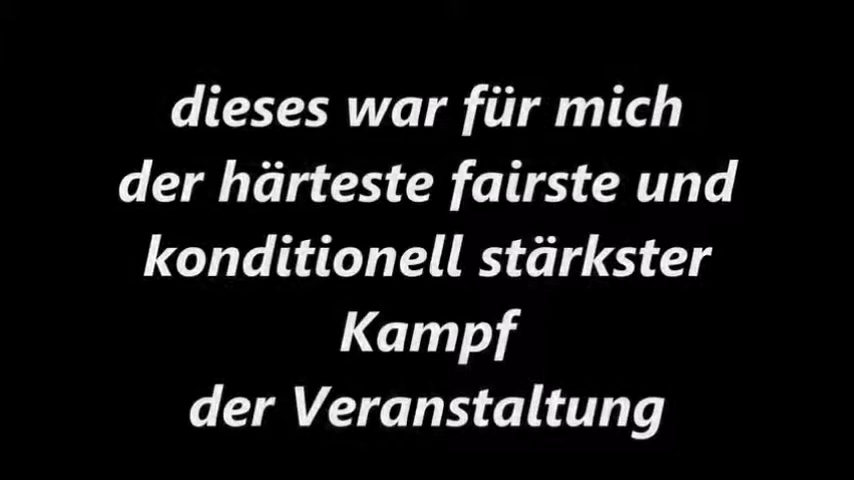 dieses war für mich
der härteste fairste und
konditionell stärkster
Kampf
der Veranstaltung